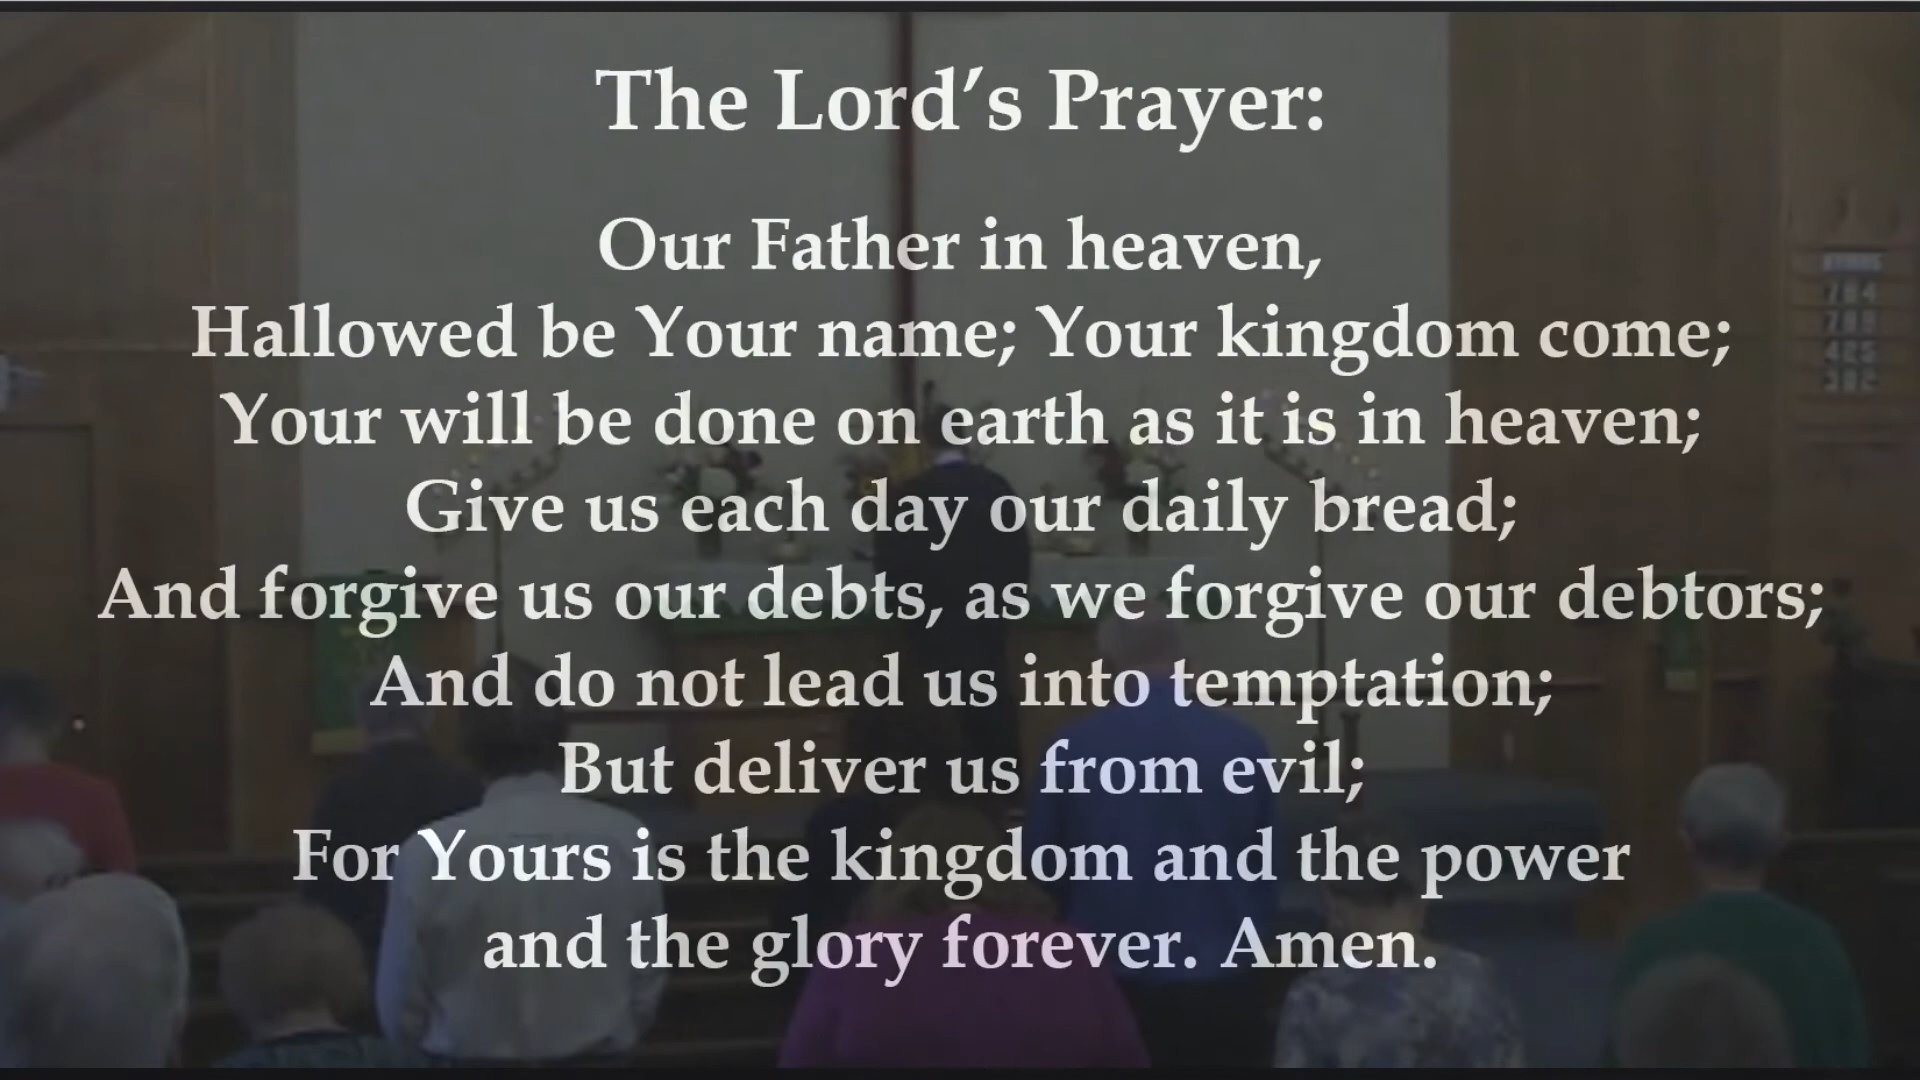 The Lord’s Prayer:
Our Father in heaven,
Hallowed be Your name; Your kingdom come;
Your will be done on earth as it is in heaven;
Give us each day our daily bread;
And forgive us our debts, as we forgive our debtors;
And do not lead us into temptation;
But deliver us from evil;
For Yours is the kingdom and the power
and the glory forever. Amen.